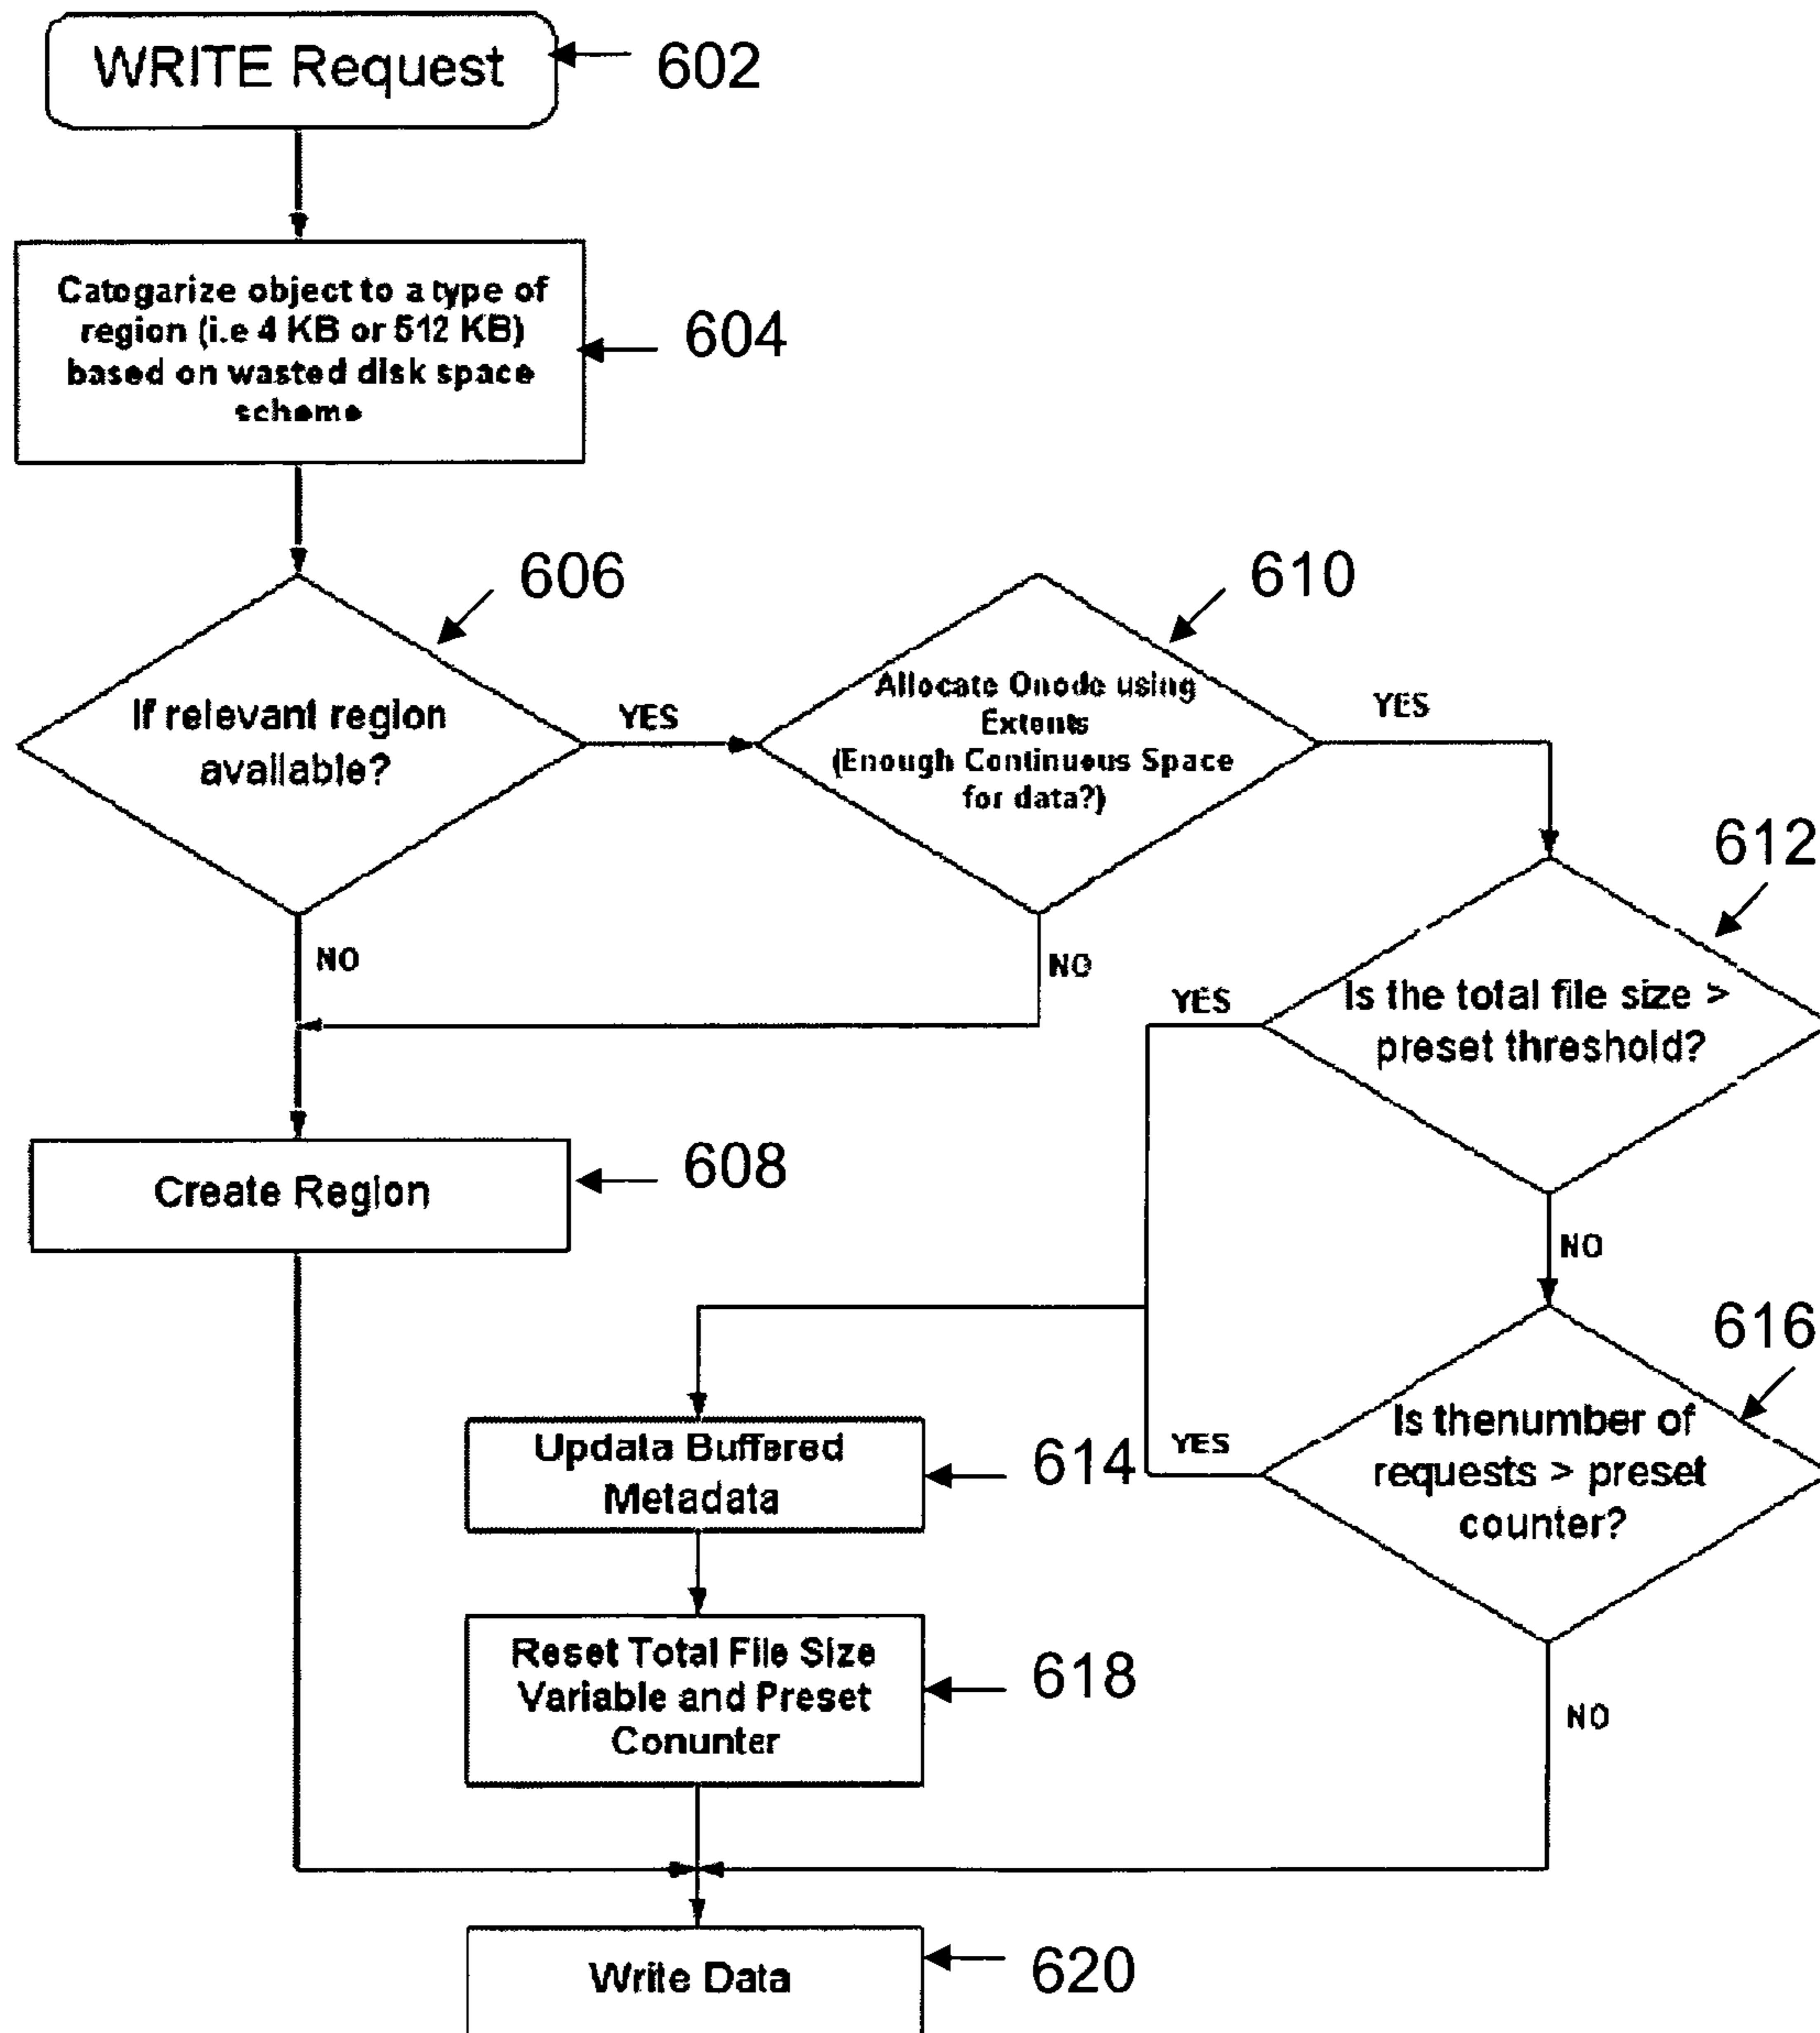 WRITE Request
602
Catogarize object to a type of
region (i.e 4 KB or 512 KB)
based on wasted disk space
scheme
604
606
If relevant region
available?
YES
NO
610
Allocate Onode using
Extents
(Enough Continuous Space
for data?)
YES
NO
612
Is the total file size >
preset threshold?
YES
NO
Create Region
608
616
Is thenumber of
requests > preset
counter?
YES
NO
Updata Buffered
Metadata
614
Reset Total File Size
Variable and Preset
Conunter
618
Write Data
620